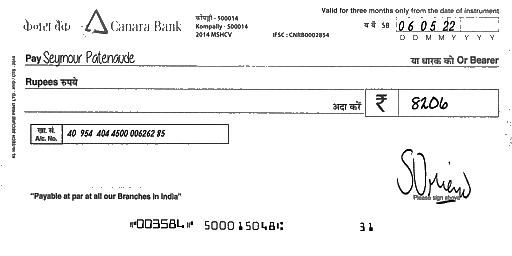 केनरा बैंक Canara Bank
कोंपल्ली - 500014
Kompally - 500014
2014 MSHCV
IFSC : CNRB0002854
Valid for three months only from the date of instrument
SB 06 05 22
D D M M Y Y Y Y
Pay Seymour Patenaude या धारक को Or Bearer
Rupees रुपये
अदा करें ₹ 8206
खा. सं.
A/c. No. 40 954 404 4500 006262 85
Please sign above
"Payable at par at all our Branches in India"
⑈003584⑈ 500015048⑆ 31